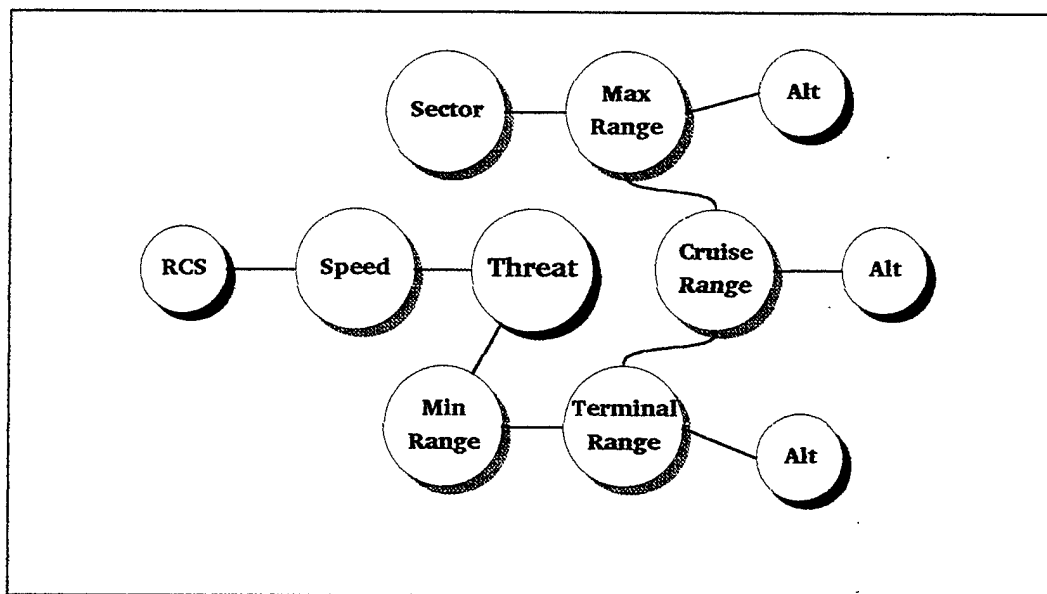 Sector
Max
Range
Alt
RCS
Speed
Threat
Cruise
Range
Alt
Min
Range
Terminal
Range
Alt